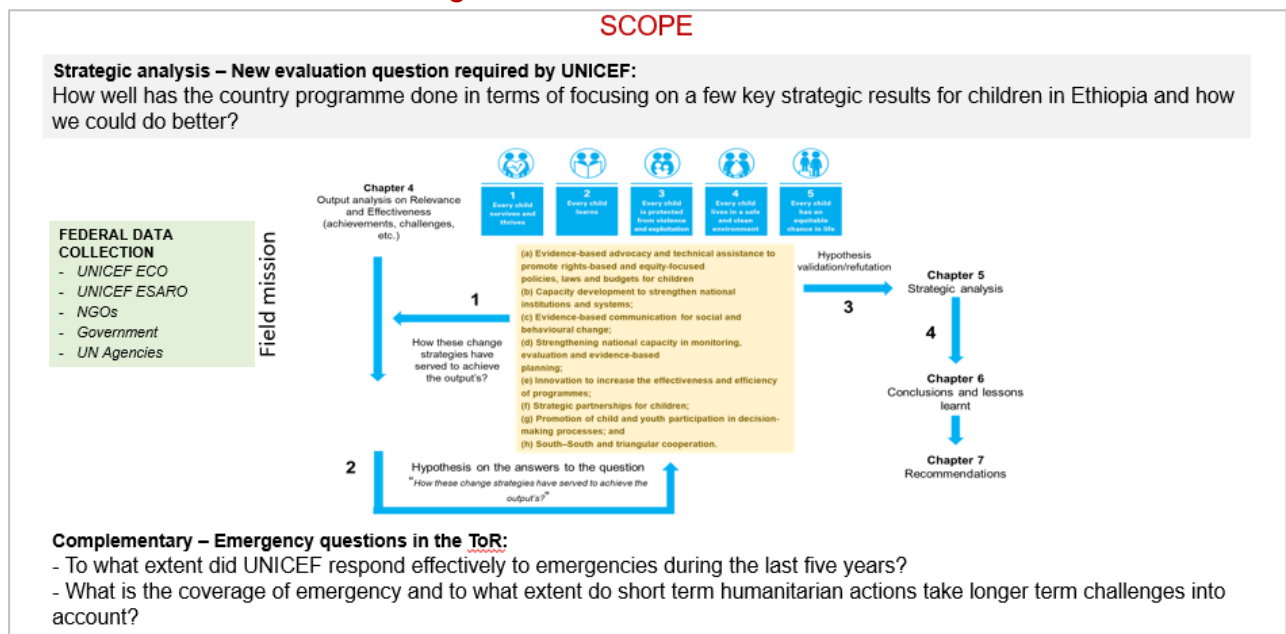 SCOPE
Strategic analysis – New evaluation question required by UNICEF:
How well has the country programme done in terms of focusing on a few key strategic results for children in Ethiopia and how
we could do better?
Chapter 4
Output analysis on Relevance
and Effectiveness
(achievements, challenges,
etc.)
1
Every child
survives and
thrives
2
Every child
learns
3
Every child
is protected
from violence
and exploitation
4
Every child
lives in a safe
and clean
environment
5
Every child
has an
equitable
chance in life
FEDERAL DATA
COLLECTION
- UNICEF ECO
- UNICEF ESARO
- NGOs
- Government
- UN Agencies
Field mission
1
How these change
strategies have
served to achieve
the output's?
(a) Evidence-based advocacy and technical assistance to
promote rights-based and equity-focused
policies, laws and budgets for children
(b) Capacity development to strengthen national
institutions and systems;
(c) Evidence-based communication for social and
behavioural change;
(d) Strengthening national capacity in monitoring,
evaluation and evidence-based
planning;
(e) Innovation to increase the effectiveness and efficiency
of programmes;
(f) Strategic partnerships for children;
(g) Promotion of child and youth participation in decision-
making processes; and
(h) South–South and triangular cooperation.
Hypothesis
validation/refutation
3
Chapter 5
Strategic analysis
4
Chapter 6
Conclusions and lessons
learnt
Chapter 7
Recommendations
2
Hypothesis on the answers to the question
"How these change strategies have served to achieve the
output's?"
Complementary – Emergency questions in the ToR:
- To what extent did UNICEF respond effectively to emergencies during the last five years?
- What is the coverage of emergency and to what extent do short term humanitarian actions take longer term challenges into
account?